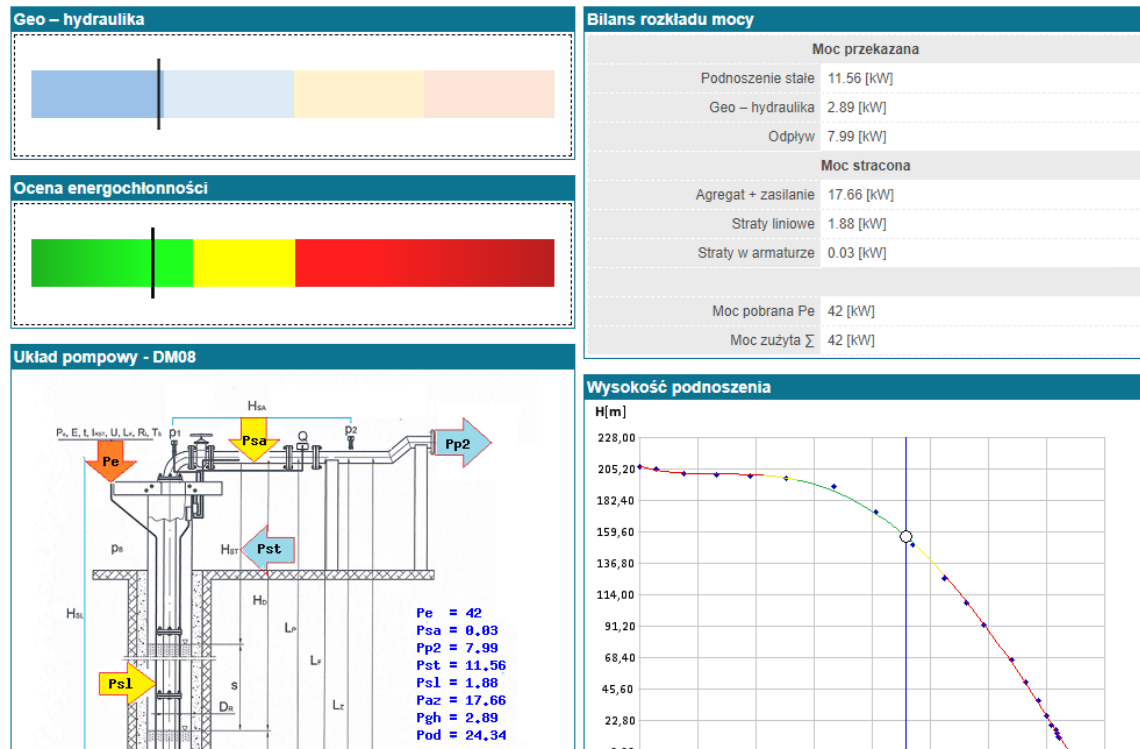 Geo – hydraulika
Ocena energochłonności
Układ pompowy - DM08
HSA
Pe, E, t, IRST, U, LK, Ri, TS
p1
Psa
Q
p2
Pp2
Pe
pB
HST
Pst
HD
HSL
LP
LF
Psl
S
DR
LZ
Pe = 42
Psa = 0.03
Pp2 = 7.99
Pst = 11.56
Psl = 1.88
Paz = 17.66
Pgh = 2.89
Pod = 24.34
Bilans rozkładu mocy
Moc przekazana
Podnoszenie stałe 11.56 [kW]
Geo – hydraulika 2.89 [kW]
Odpływ 7.99 [kW]
Moc stracona
Agregat + zasilanie 17.66 [kW]
Straty liniowe 1.88 [kW]
Straty w armaturze 0.03 [kW]
Moc pobrana Pe 42 [kW]
Moc zużyta ∑ 42 [kW]
Wysokość podnoszenia
H[m]
228,00
205,20
182,40
159,60
136,80
114,00
91,20
68,40
45,60
22,80